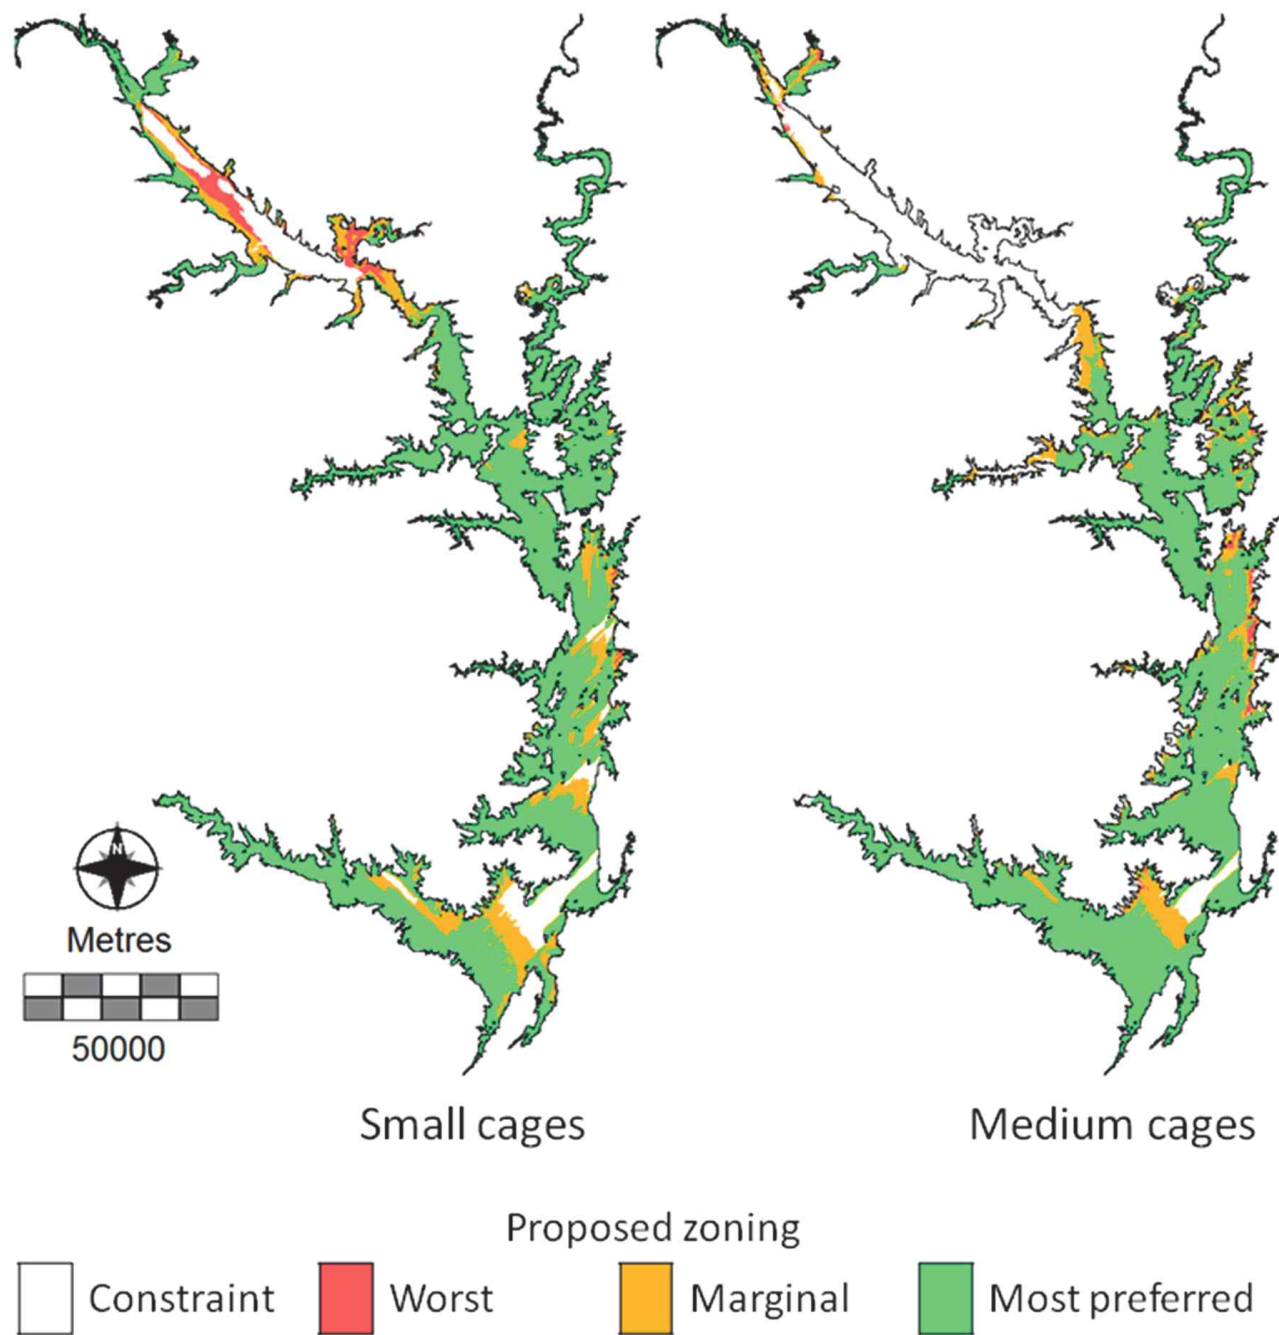 N
Metres
50000
Small cages
Medium cages
Proposed zoning
Constraint
Worst
Marginal
Most preferred